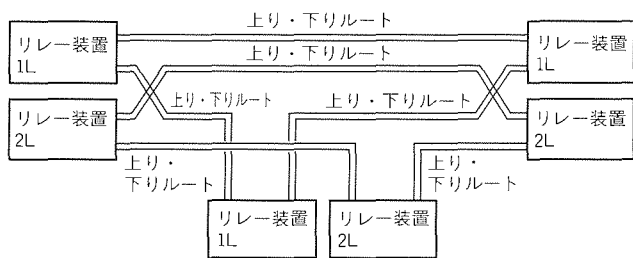 上り・下りルート
リレー装置
1L
リレー装置
1L
上り・下りルート
上り・下りルート
上り・下りルート
リレー装置
2L
リレー装置
2L
上り・
下りルート
上り・
下りルート
リレー装置
1L
リレー装置
2L